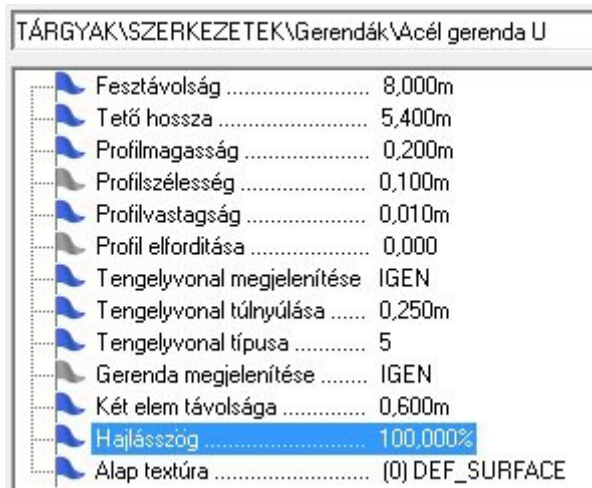 TÁRGYAK\SZERKEZETEK\Gerendák\Acél gerenda U
Fesztávolság ........................ 8,000m
Tető hossza ........................ 5,400m
Profilmagasság ..................... 0,200m
Profilszélesség ..................... 0,100m
Profilvastagság ..................... 0,010m
Profil elforditása .................... 0,000
Tengelyvonal megjelenítése IGEN
Tengelyvonal túlnyúlása ...... 0,250m
Tengelyvonal típusa ............ 5
Gerenda megjelenítése ........ IGEN
Két elem távolsága .............. 0,600m
Hajlásszög ........................... 100,000%
Alap textúra .......................... (0) DEF_SURFACE